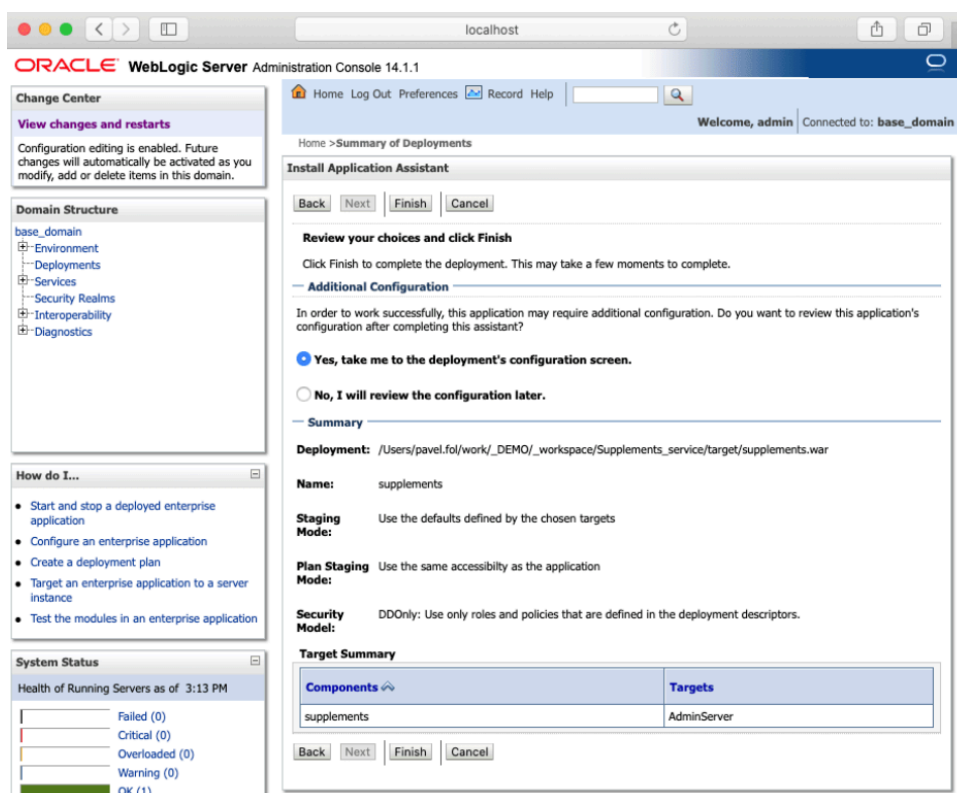 localhost
ORACLE WebLogic Server Administration Console 14.1.1
Change Center
View changes and restarts
Configuration editing is enabled. Future
changes will automatically be activated as you
modify, add or delete items in this domain.
Domain Structure
base_domain
Environment
Deployments
Services
Security Realms
Interoperability
Diagnostics
How do I...
Start and stop a deployed enterprise
application
Configure an enterprise application
Create a deployment plan
Target an enterprise application to a server
instance
Test the modules in an enterprise application
System Status
Health of Running Servers as of 3:13 PM
Failed (0)
Critical (0)
Overloaded (0)
Warning (0)
OK (1)
Home Log Out Preferences Record Help
Welcome, admin Connected to: base_domain
Home >Summary of Deployments
Install Application Assistant
Back Next Finish Cancel
Review your choices and click Finish
Click Finish to complete the deployment. This may take a few moments to complete.
Additional Configuration
In order to work successfully, this application may require additional configuration. Do you want to review this application's
configuration after completing this assistant?
Yes, take me to the deployment's configuration screen.
No, I will review the configuration later.
Summary
Deployment: /Users/pavel.fol/work/_DEMO/_workspace/Supplements_service/target/supplements.war
Name: supplements
Staging Use the defaults defined by the chosen targets
Mode:
Plan Staging Use the same accessibilty as the application
Mode:
Security DDOnly: Use only roles and policies that are defined in the deployment descriptors.
Model:
Target Summary
Components Targets
supplements AdminServer
Back Next Finish Cancel